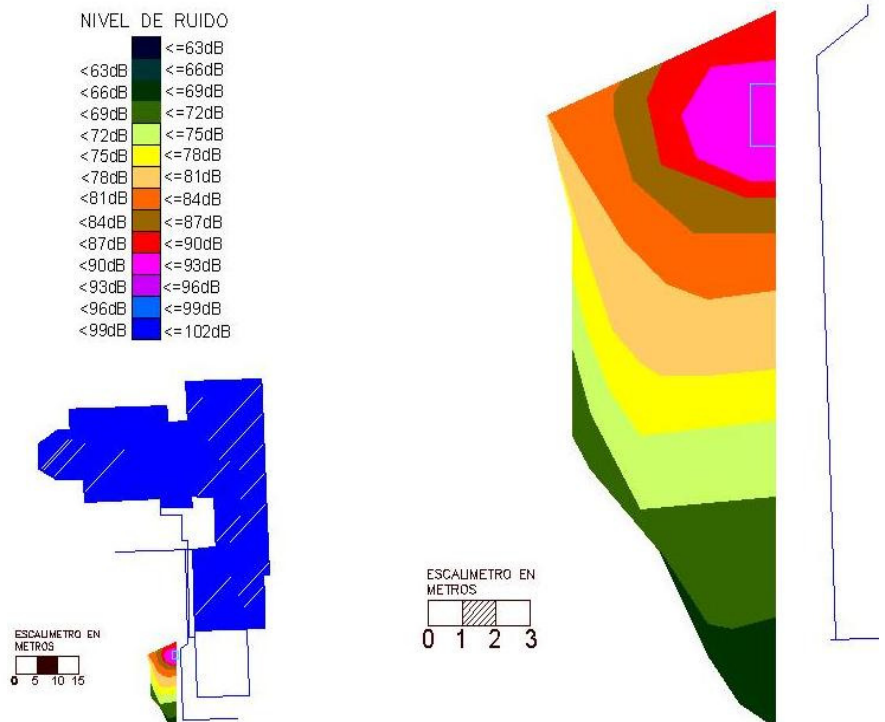 NIVEL DE RUIDO
<=63dB
<63dB <=66dB
<66dB <=69dB
<69dB <=72dB
<72dB <=75dB
<75dB <=78dB
<78dB <=81dB
<81dB <=84dB
<84dB <=87dB
<87dB <=90dB
<90dB <=93dB
<93dB <=96dB
<96dB <=99dB
<99dB <=102dB
ESCALIMETRO EN
METROS
0 1 2 3
ESCALIMETRO EN
METROS
0 5 10 15